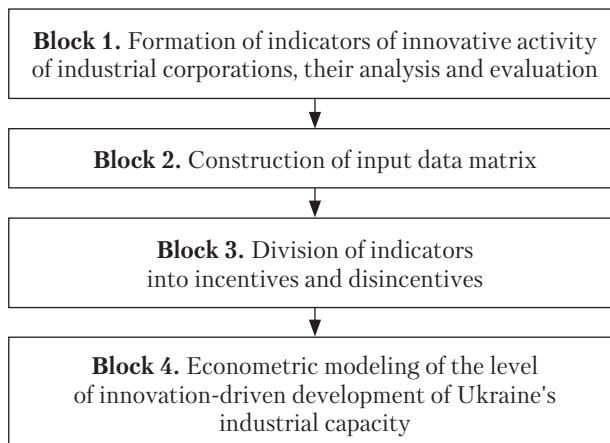 Block 1. Formation of indicators of innovative activity
of industrial corporations, their analysis and evaluation
Block 2. Construction of input data matrix
Block 3. Division of indicators
into incentives and disincentives
Block 4. Econometric modeling of the level
of innovation-driven development of Ukraine's
industrial capacity